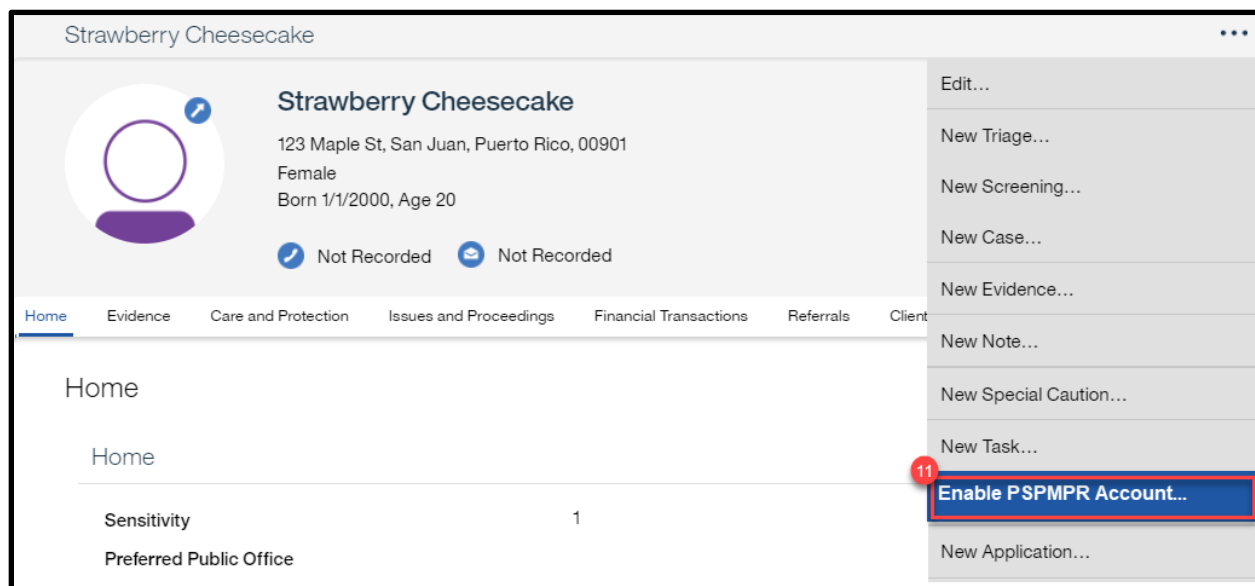 Strawberry Cheesecake
Strawberry Cheesecake
123 Maple St, San Juan, Puerto Rico, 00901
Female
Born 1/1/2000, Age 20
Not Recorded Not Recorded
Home Evidence Care and Protection Issues and Proceedings Financial Transactions Referrals Client
Home
Home
Sensitivity 1
Preferred Public Office
Edit...
New Triage...
New Screening...
New Case...
New Evidence...
New Note...
New Special Caution...
New Task...
11
Enable PSPMPR Account...
New Application...